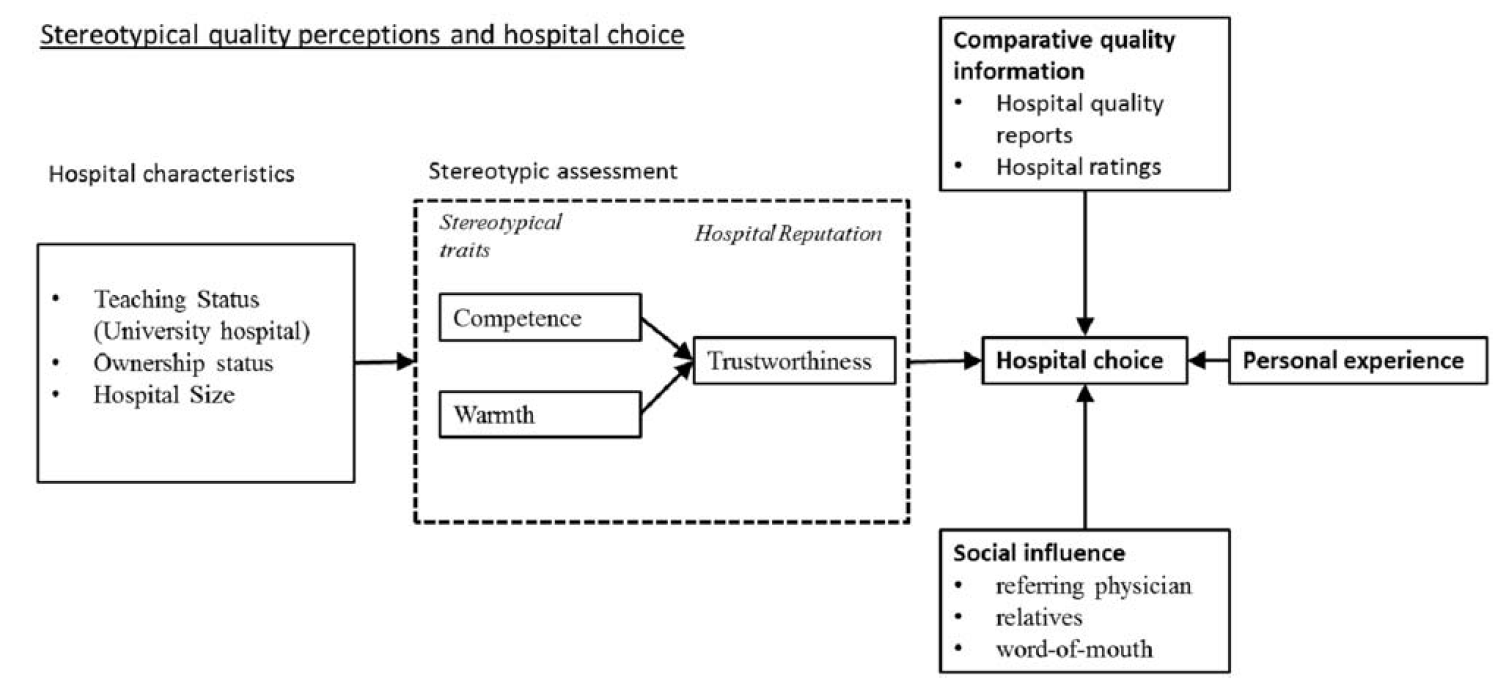 Stereotypical quality perceptions and hospital choice
Hospital characteristics
• Teaching Status
(University hospital)
• Ownership status
• Hospital Size
Stereotypic assessment
Stereotypical
traits
Hospital Reputation
Competence
Warmth
Trustworthiness
Comparative quality
information
• Hospital quality
reports
• Hospital ratings
Hospital choice
Personal experience
Social influence
• referring physician
• relatives
• word-of-mouth